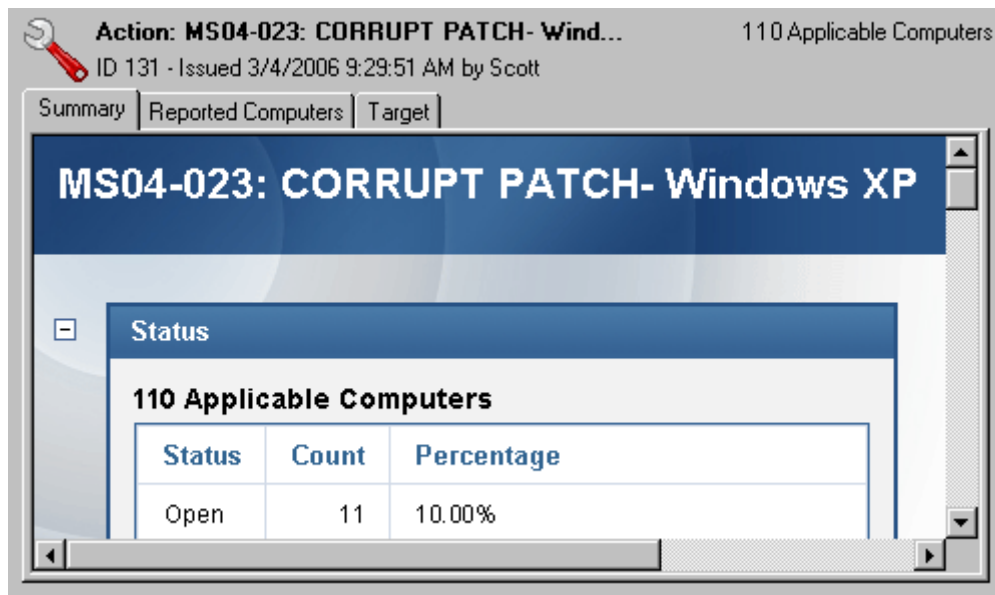 Action: MS04-023: CORRUPT PATCH- Wind...
110 Applicable Computers
ID 131 - Issued 3/4/2006 9:29:51 AM by Scott
Summary Reported Computers Target
MS04-023: CORRUPT PATCH- Windows XP
Status
110 Applicable Computers
Status Count Percentage
Open 11 10.00%